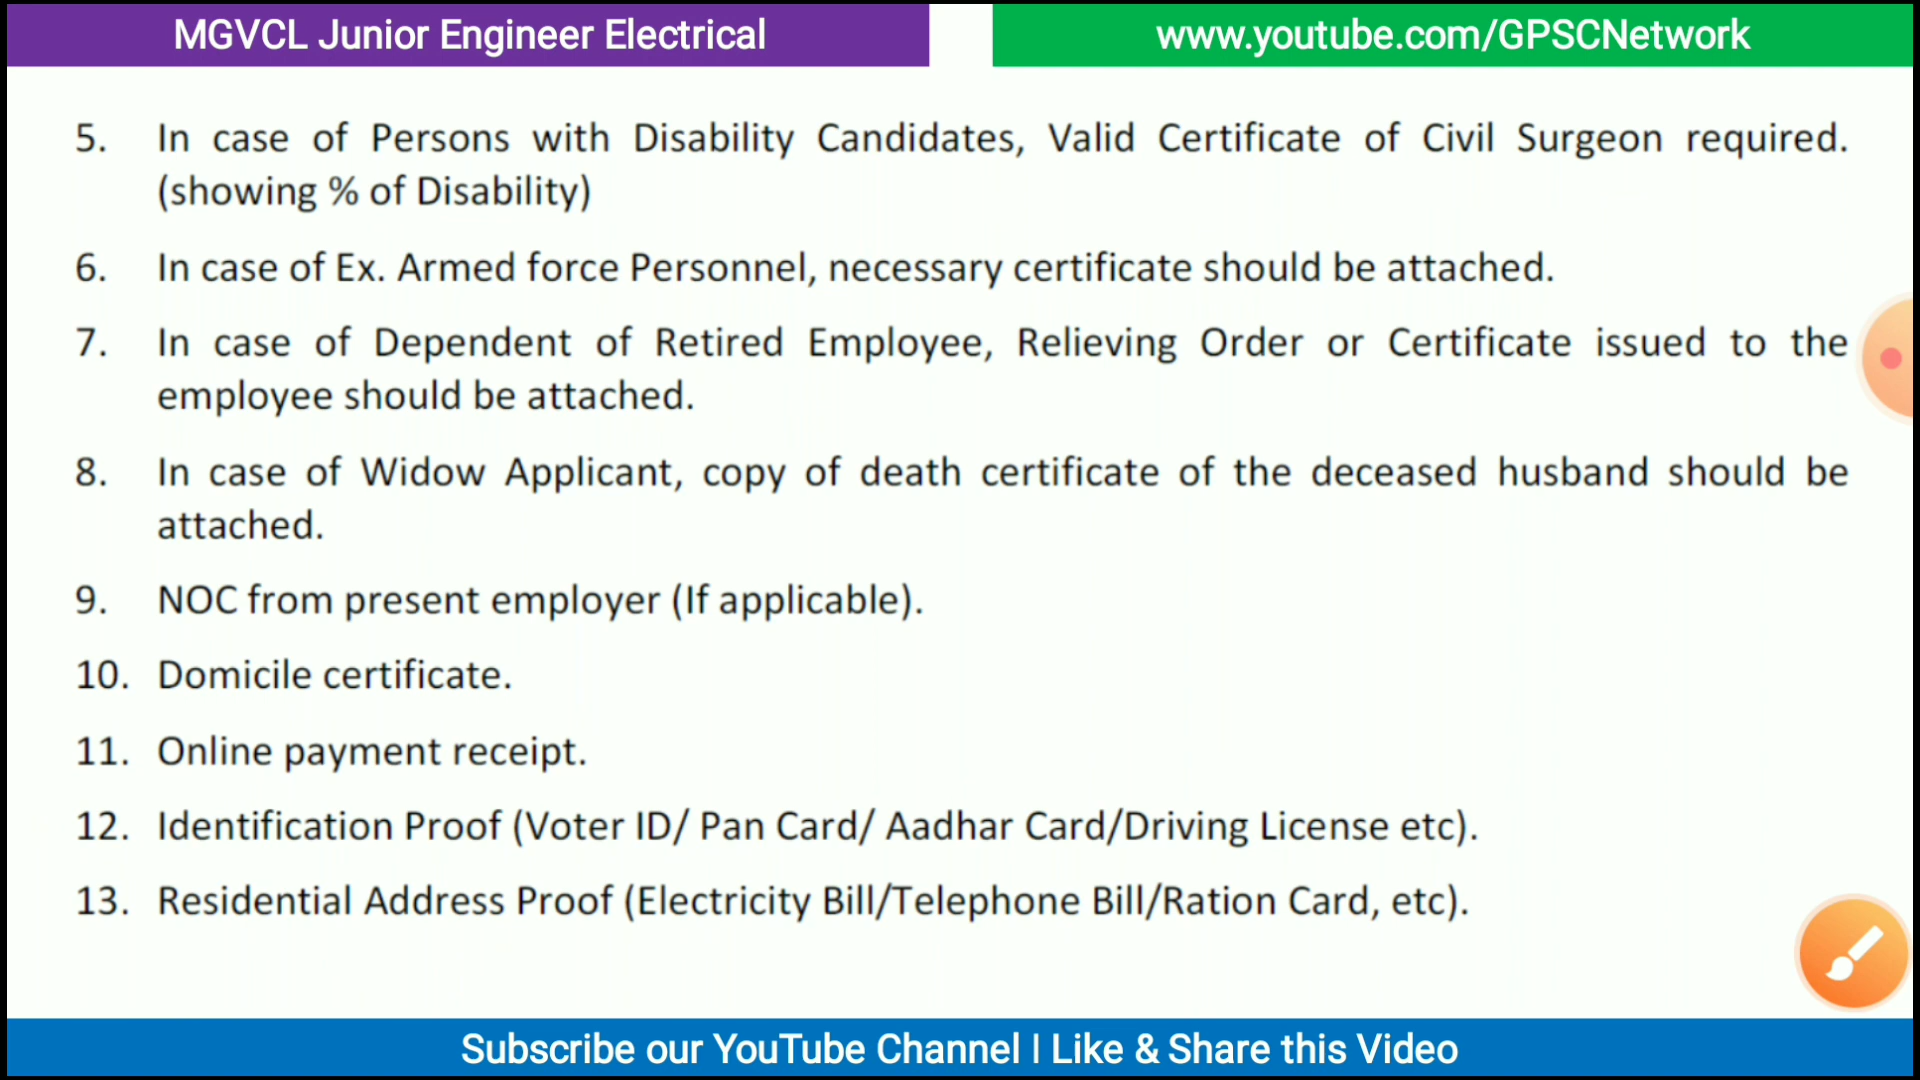 MGVCL Junior Engineer Electrical
www.youtube.com/GPSCNetwork
5. In case of Persons with Disability Candidates, Valid Certificate of Civil Surgeon required.
(showing % of Disability)
6. In case of Ex. Armed force Personnel, necessary certificate should be attached.
7. In case of Dependent of Retired Employee, Relieving Order or Certificate issued to the
employee should be attached.
8. In case of Widow Applicant, copy of death certificate of the deceased husband should be
attached.
9. NOC from present employer (If applicable).
10. Domicile certificate.
11. Online payment receipt.
12. Identification Proof (Voter ID/ Pan Card/ Aadhar Card/Driving License etc).
13. Residential Address Proof (Electricity Bill/Telephone Bill/Ration Card, etc).
Subscribe our YouTube Channel I Like & Share this Video